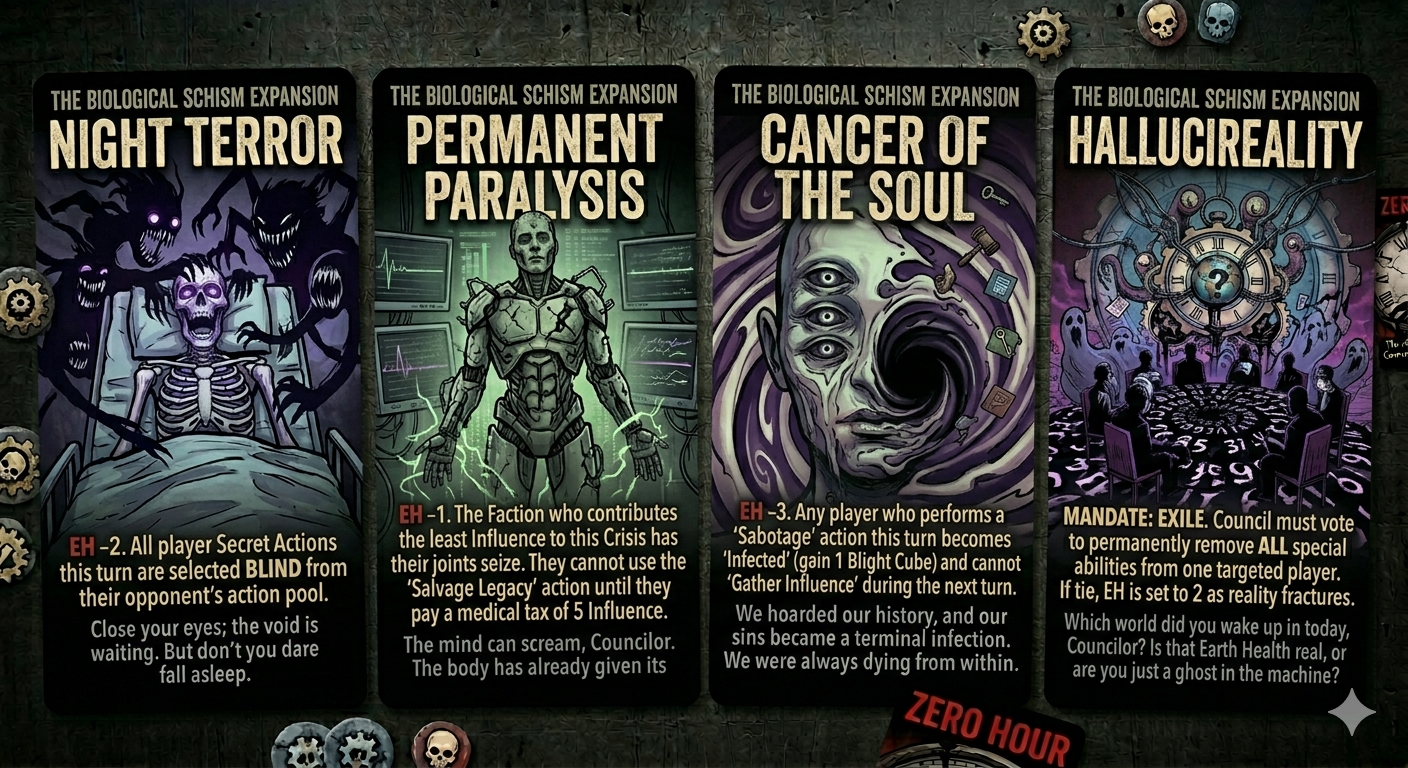 THE BIOLOGICAL SCHISM EXPANSION
NIGHT TERROR
EH –2. All player Secret Actions
this turn are selected BLIND from
their opponent's action pool.
Close your eyes; the void is
waiting. But don't you dare
fall asleep.
THE BIOLOGICAL SCHISM EXPANSION
PERMANENT
PARALYSIS
EH –1. The Faction who contributes
the least Influence to this Crisis has
their joints seize. They cannot use the
'Salvage Legacy' action until they
pay a medical tax of 5 Influence.
The mind can scream, Councilor.
The body has already given its
THE BIOLOGICAL SCHISM EXPANSION
CANCER OF
THE SOUL
EH –3. Any player who performs a
'Sabotage' action this turn becomes
'Infected' (gain 1 Blight Cube) and cannot
'Gather Influence' during the next turn.
We hoarded our history, and our
sins became a terminal infection.
We were always dying from within.
THE BIOLOGICAL SCHISM EXPANSION
HALLUCIREALITY
?
MANDATE: EXILE. Council must vote
to permanently remove ALL special
abilities from one targeted player.
If tie, EH is set to 2 as reality fractures.
Which world did you wake up in today,
Councilor? Is that Earth Health real, or
are you just a ghost in the machine?
ZERO HOUR
ZER